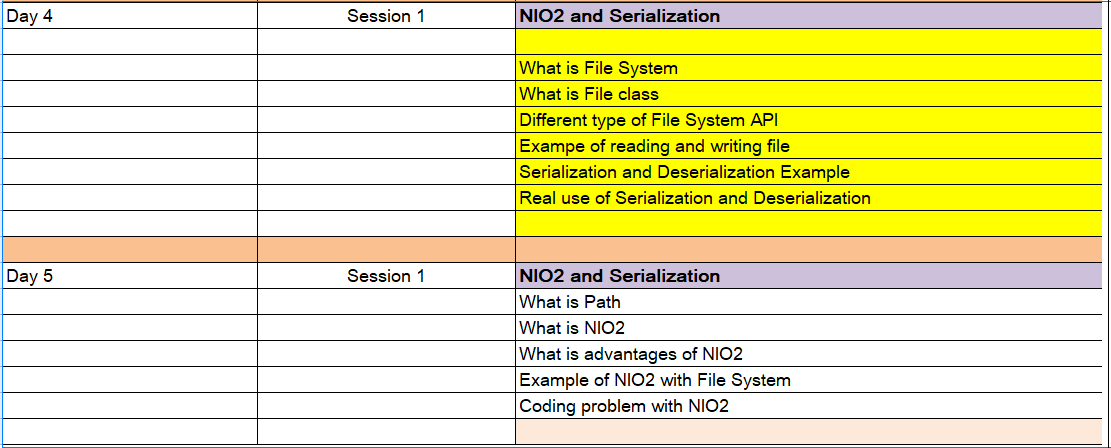 Day 4 Session 1 NIO2 and Serialization
What is File System
What is File class
Different type of File System API
Exampe of reading and writing file
Serialization and Deserialization Example
Real use of Serialization and Deserialization
Day 5 Session 1 NIO2 and Serialization
What is Path
What is NIO2
What is advantages of NIO2
Example of NIO2 with File System
Coding problem with NIO2